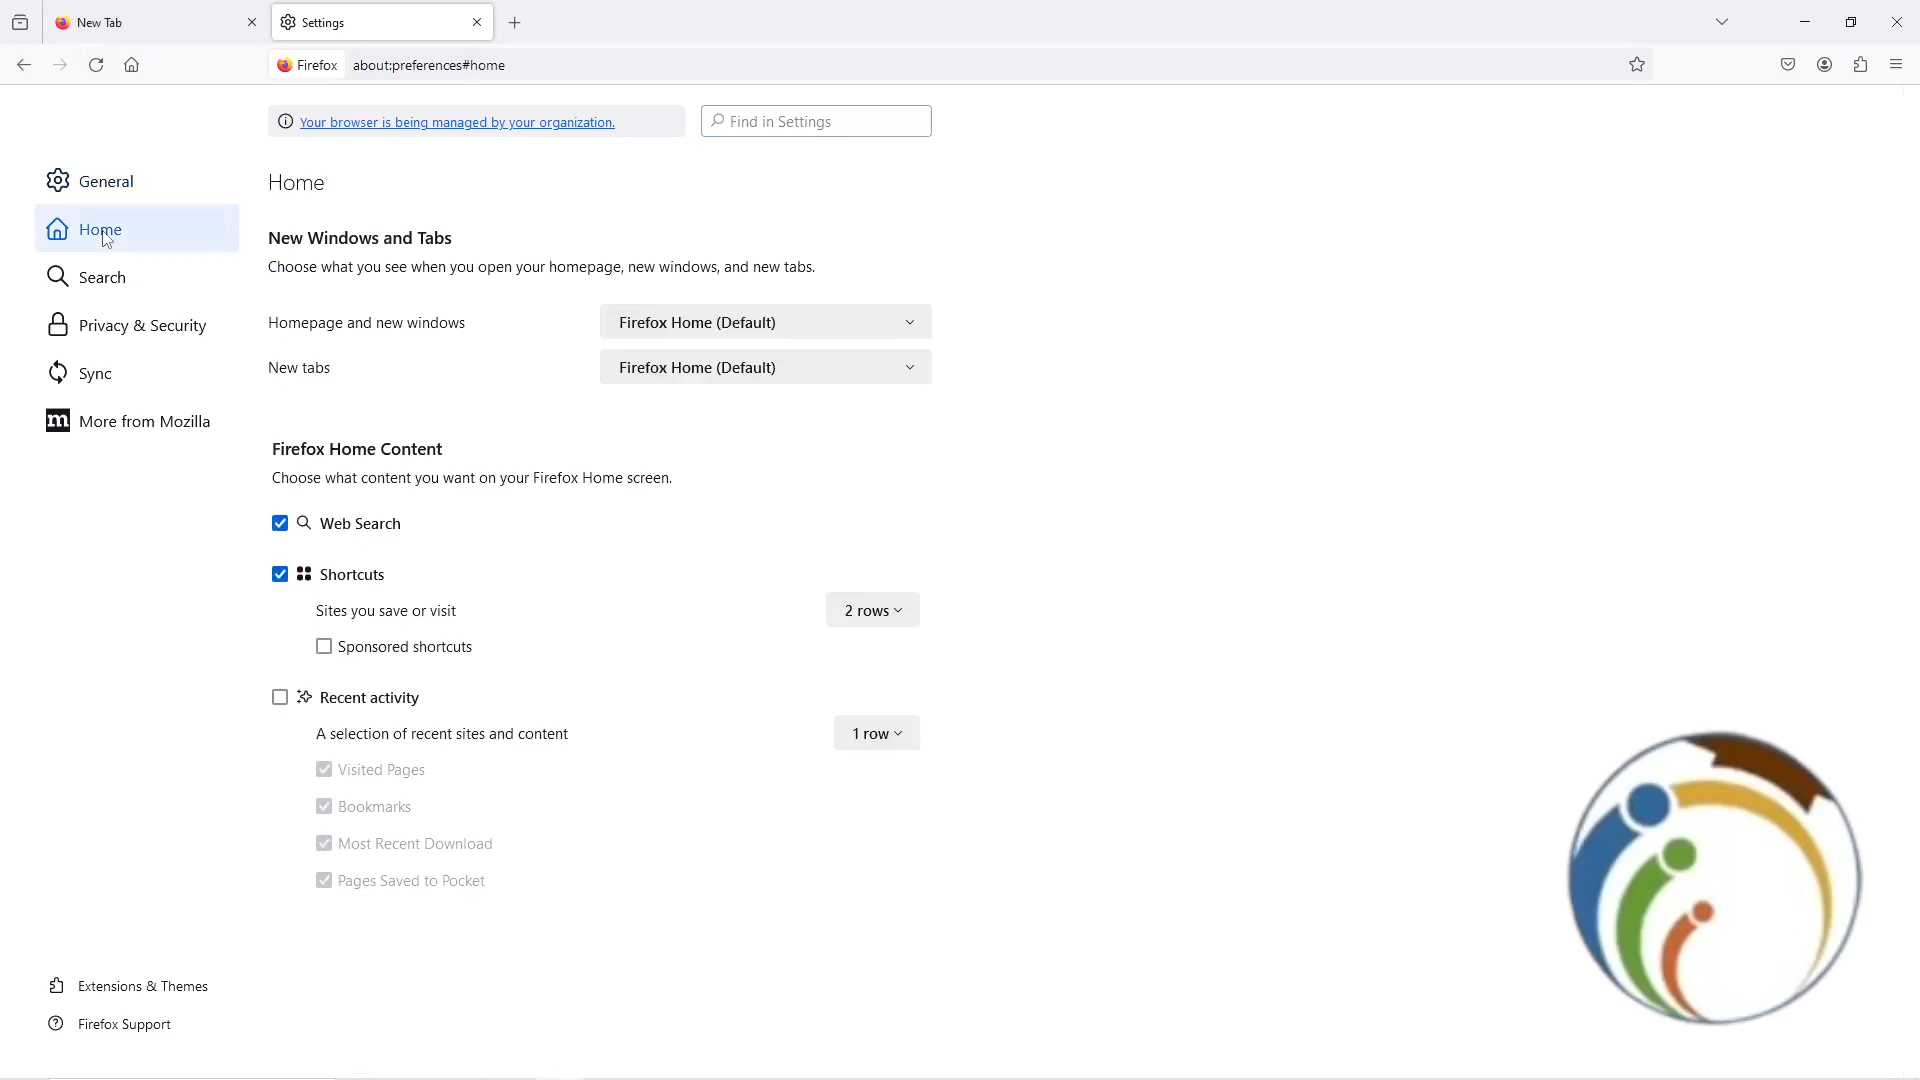 New Tab
Settings
Firefox
about:preferences#home
Your browser is being managed by your organization.
Find in Settings
General
Home
Search
Privacy & Security
Sync
More from Mozilla
Extensions & Themes
Firefox Support
Home
New Windows and Tabs
Choose what you see when you open your homepage, new windows, and new tabs.
Homepage and new windows
Firefox Home (Default)
New tabs
Firefox Home (Default)
Firefox Home Content
Choose what content you want on your Firefox Home screen.
Web Search
Shortcuts
Sites you save or visit
2 rows
Sponsored shortcuts
Recent activity
A selection of recent sites and content
1 row
Visited Pages
Bookmarks
Most Recent Download
Pages Saved to Pocket